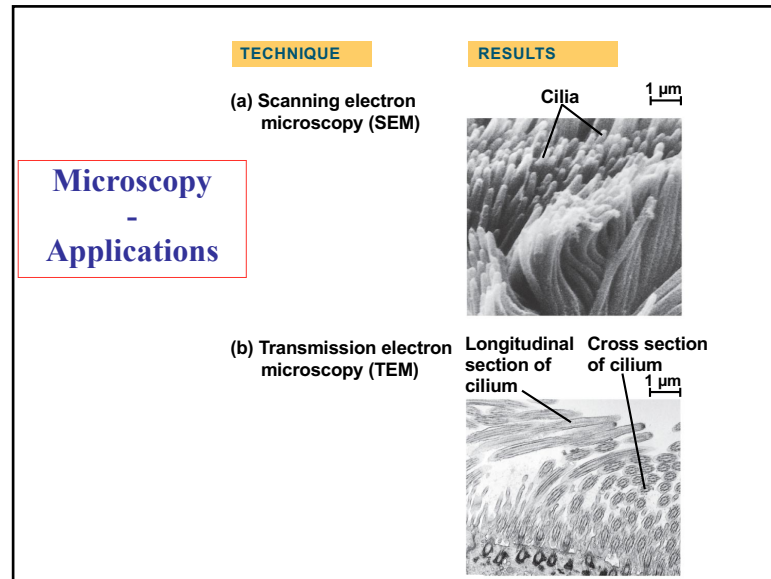 TECHNIQUE
RESULTS
(a) Scanning electron
microscopy (SEM)
Cilia
1 µm
Microscopy
-
Applications
(b) Transmission electron
microscopy (TEM)
Longitudinal
section of
cilium
Cross section
of cilium
1 µm